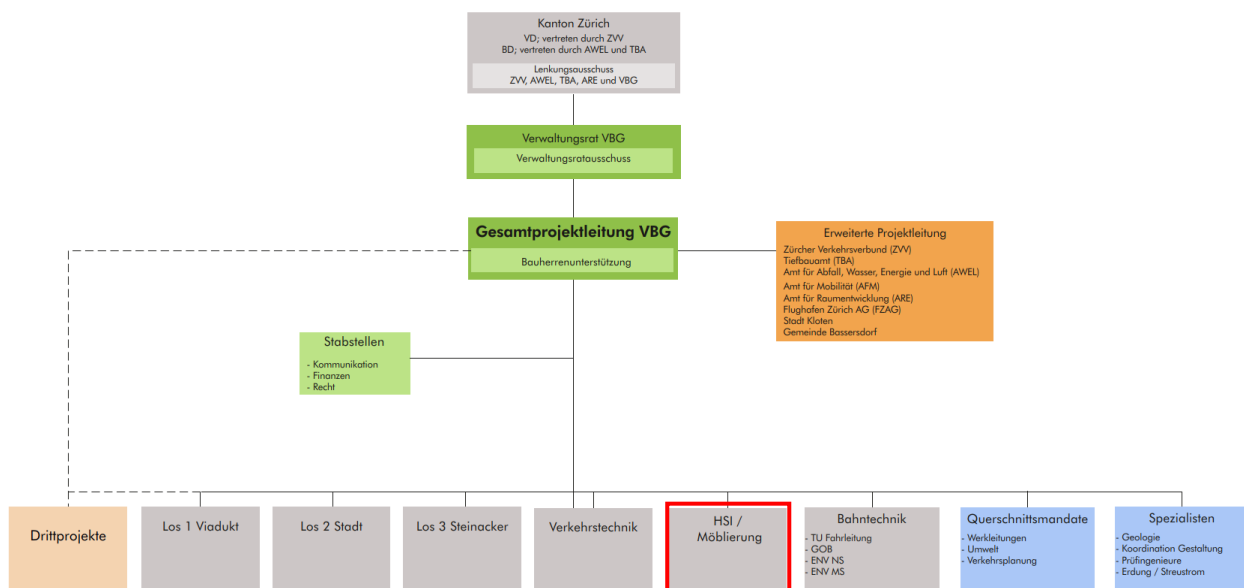 Kanton Zürich
VD; vertreten durch ZVV
BD; vertreten durch AWEL und TBA
Lenkungsausschuss
ZVV, AWEL, TBA, ARE und VBG
Verwaltungsrat VBG
Verwaltungsratausschuss
Gesamtprojektleitung VBG
Bauherrenunterstützung
Erweiterte Projektleitung
Zürcher Verkehrsverbund (ZVV)
Tiefbauamt (TBA)
Amt für Abfall, Wasser, Energie und Luft (AWEL)
Amt für Mobilität (AFM)
Amt für Raumentwicklung (ARE)
Flughafen Zürich AG (FZAG)
Stadt Kloten
Gemeinde Bassersdorf
Stabstellen
- Kommunikation
- Finanzen
- Recht
Drittprojekte
Los 1 Viadukt
Los 2 Stadt
Los 3 Steinacker
Verkehrstechnik
HSI /
Möblierung
Bahntechnik
- TU Fahrleitung
- GOB
- ENV NS
- ENV MS
Querschnittsmandate
- Werkleitungen
- Umwelt
- Verkehrsplanung
Spezialisten
- Geologie
- Koordination Gestaltung
- Prüfingenieure
- Erdung / Streustrom